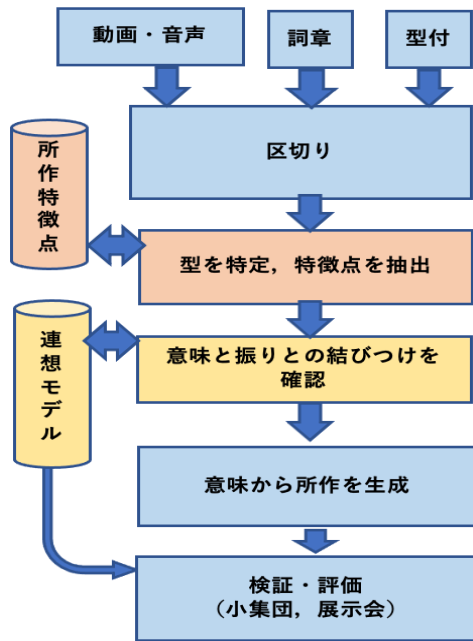 動画・音声
詞章
型付
区切り
所作特徴点
型を特定，特徴点を抽出
連想モデル
意味と振りとの結びつけを
確認
意味から所作を生成
検証・評価
（小集団，展示会）